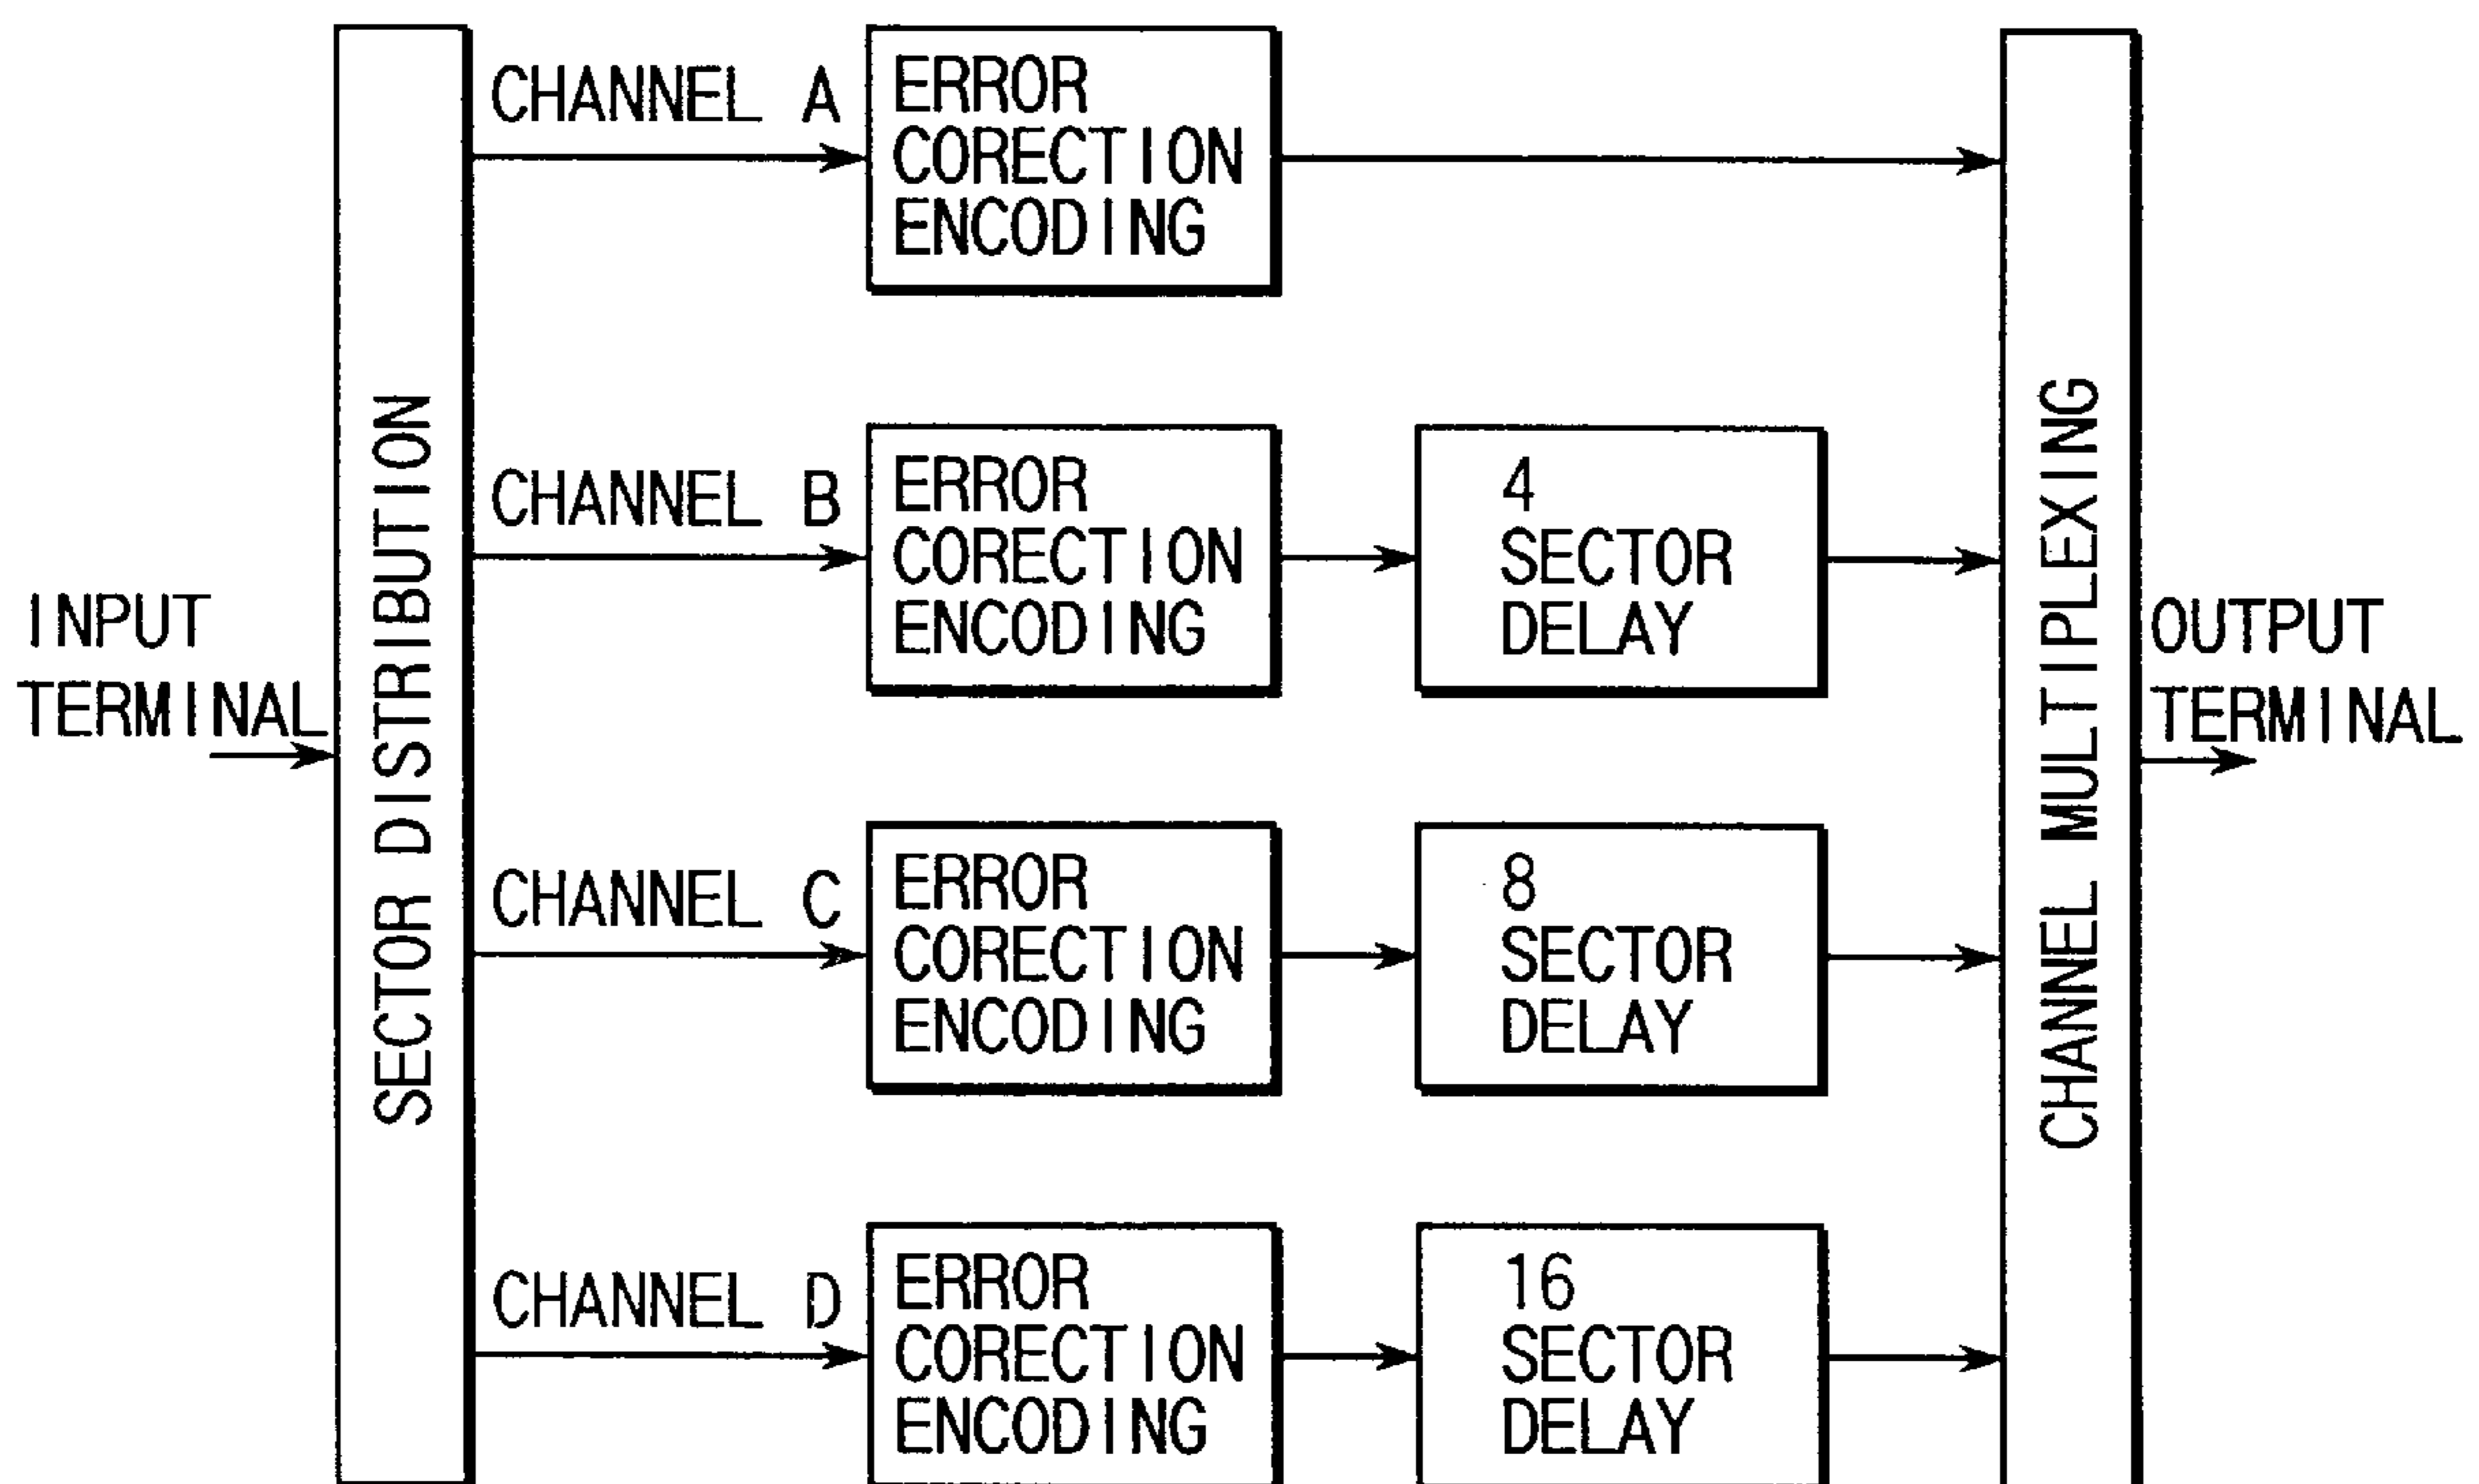 INPUT
TERMINAL
SECTOR DISTRIBUTION
CHANNEL A
ERROR
CORECTION
ENCODING
CHANNEL B
ERROR
CORECTION
ENCODING
4
SECTOR
DELAY
CHANNEL C
ERROR
CORECTION
ENCODING
8
SECTOR
DELAY
CHANNEL D
ERROR
CORECTION
ENCODING
16
SECTOR
DELAY
CHANNEL MULTIPLEXING
OUTPUT
TERMINAL